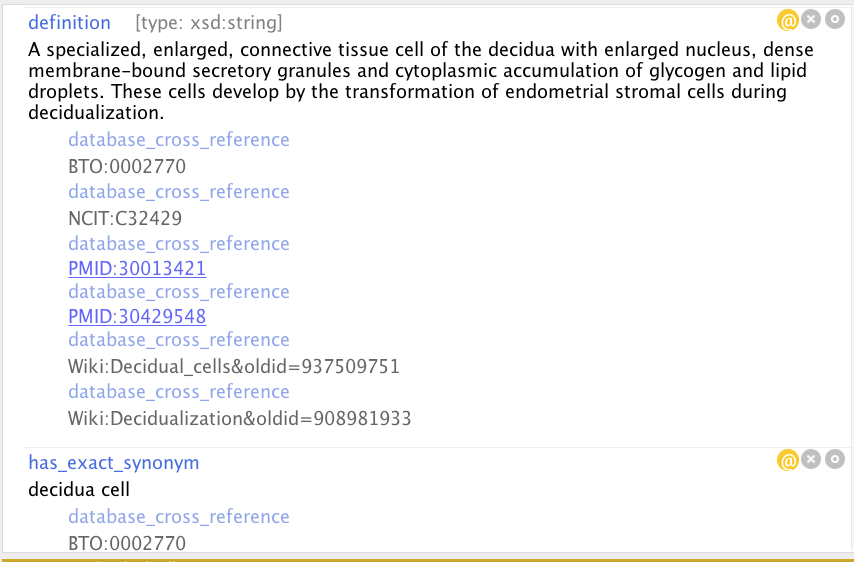 definition [type: xsd:string]
A specialized, enlarged, connective tissue cell of the decidua with enlarged nucleus, dense
membrane-bound secretory granules and cytoplasmic accumulation of glycogen and lipid
droplets. These cells develop by the transformation of endometrial stromal cells during
decidualization.
database_cross_reference
BTO:0002770
database_cross_reference
NCIT:C32429
database_cross_reference
PMID:30013421
database_cross_reference
PMID:30429548
database_cross_reference
Wiki:Decidual_cells&oldid=937509751
database_cross_reference
Wiki:Decidualization&oldid=908981933
has_exact_synonym
decidua cell
database_cross_reference
BTO:0002770